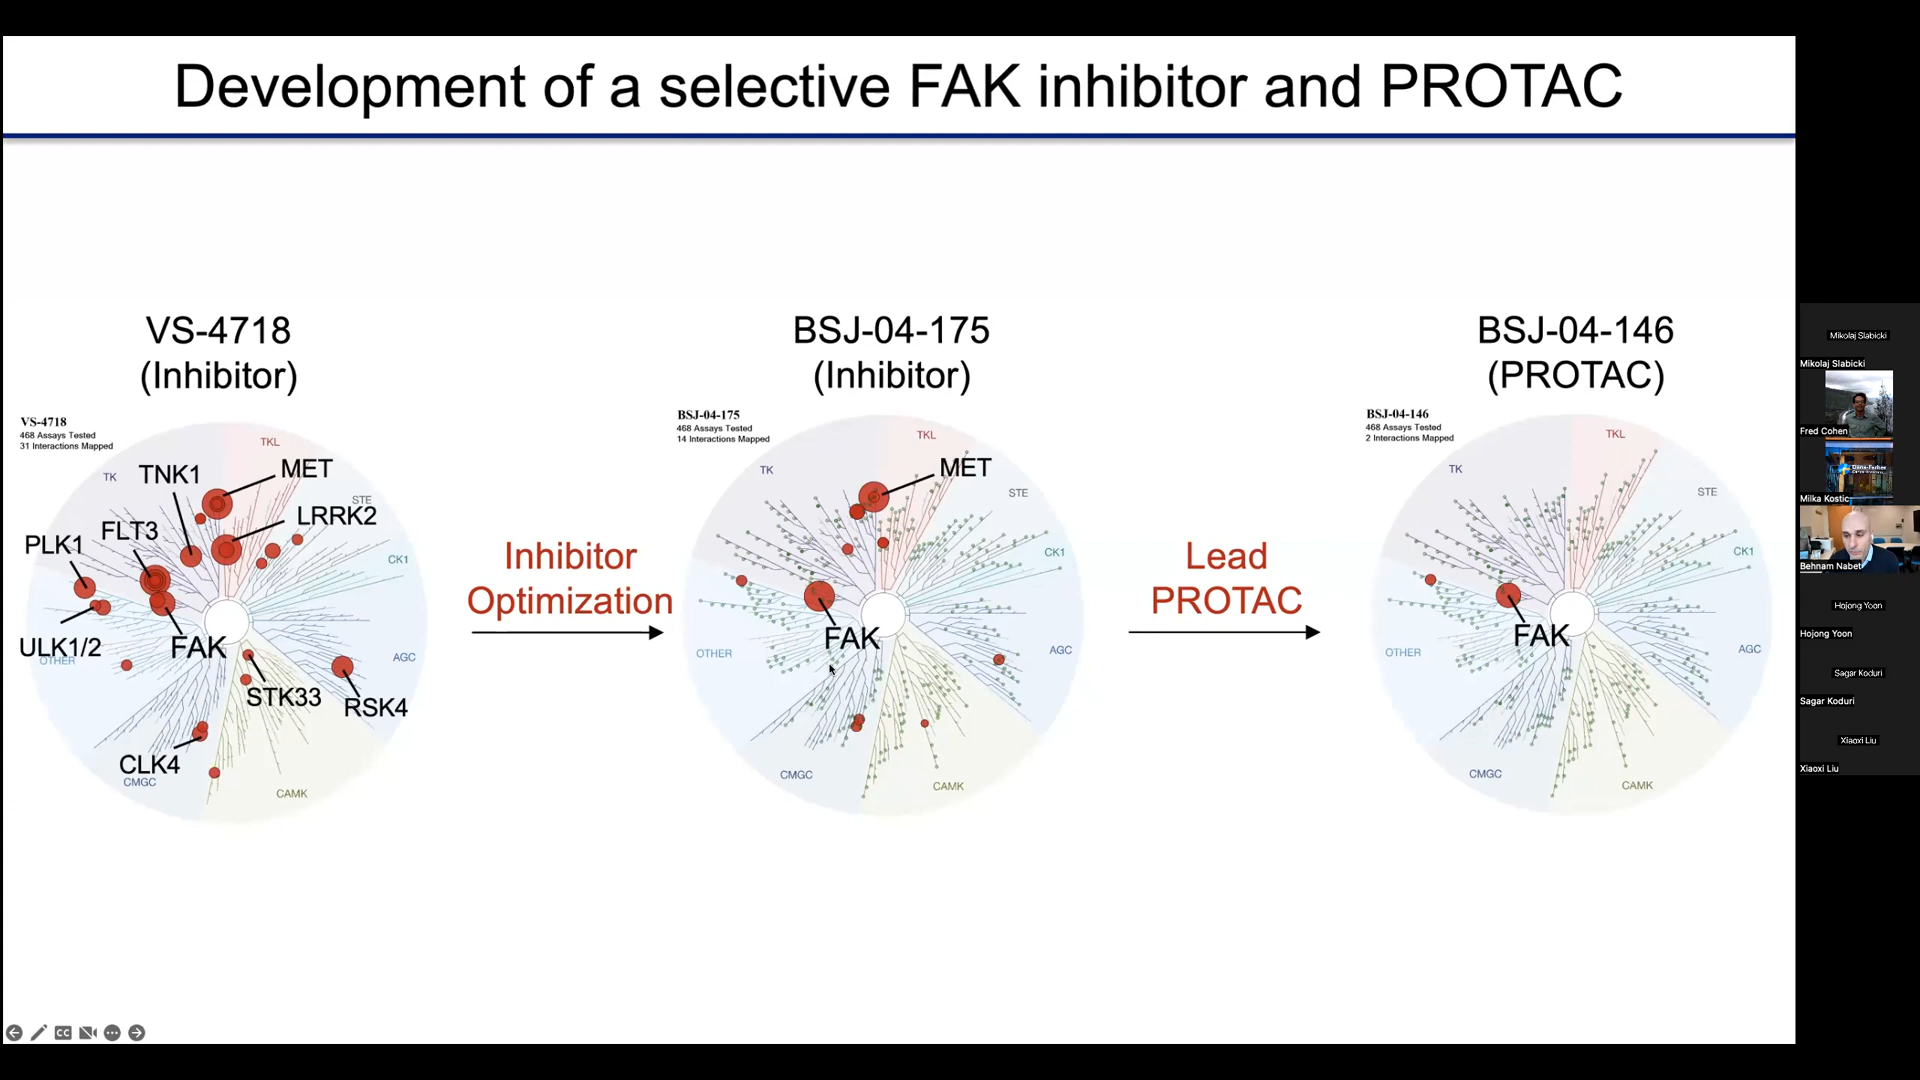 Development of a selective FAK inhibitor and PROTAC
VS-4718
(Inhibitor)
VS-4718
468 Assays Tested
31 Interactions Mapped
TKL
TK
TNK1
MET
STE
LRRK2
FLT3
PLK1
CK1
ULK1/2
OTHER
FAK
AGC
STK33
RSK4
CLK4
CMGC
CAMK
Inhibitor
Optimization
BSJ-04-175
(Inhibitor)
BSJ-04-175
468 Assays Tested
14 Interactions Mapped
TKL
TK
MET
STE
CK1
FAK
OTHER
AGC
CMGC
CAMK
Lead
PROTAC
BSJ-04-146
(PROTAC)
BSJ-04-146
468 Assays Tested
2 Interactions Mapped
TKL
TK
STE
CK1
FAK
OTHER
AGC
CMGC
CAMK
CC
Mikolaj Slabicki
Mikolaj Slabicki
Fred Cohen
Dana-Farber
Milka Kostic
Behnam Nabet
Hojong Yoon
Hojong Yoon
Sagar Koduri
Sagar Koduri
Xiaoxi Liu
Xiaoxi Liu